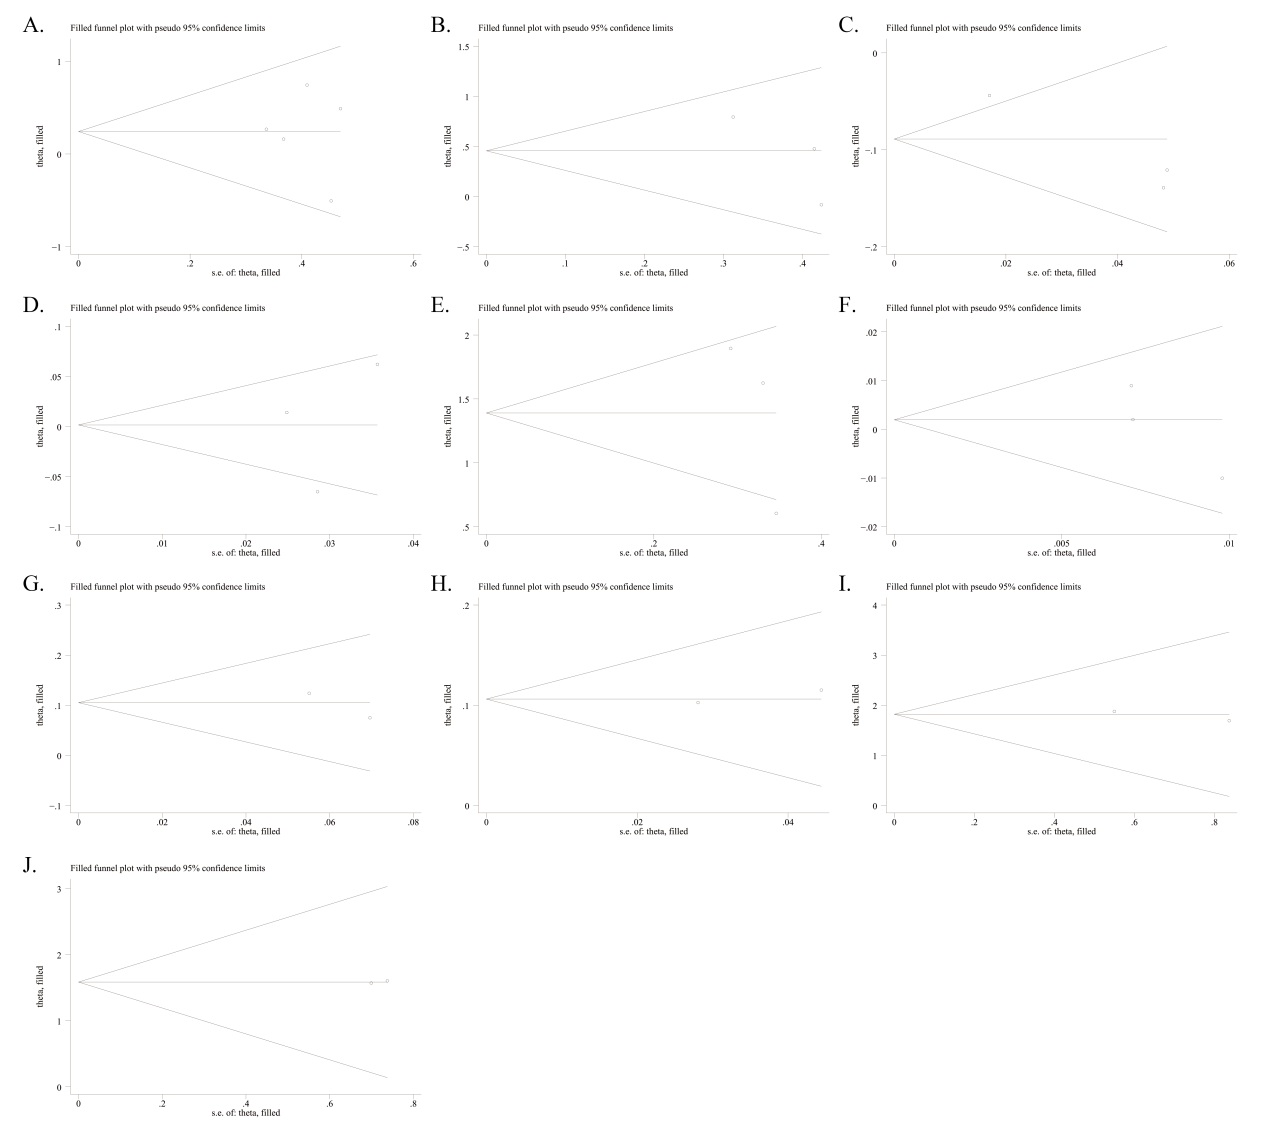 A.
Filled funnel plot with pseudo 95% confidence limits
theta, filled
1
0
−1
0 .2 .4 .6
s.e. of: theta, filled
B.
Filled funnel plot with pseudo 95% confidence limits
theta, filled
1.5
1
.5
0
−.5
0 .1 .2 .3 .4
s.e. of: theta, filled
C.
Filled funnel plot with pseudo 95% confidence limits
theta, filled
0
−.1
−.2
0 .02 .04 .06
s.e. of: theta, filled
D.
Filled funnel plot with pseudo 95% confidence limits
theta, filled
.1
.05
0
−.05
−.1
0 .01 .02 .03 .04
s.e. of: theta, filled
E.
Filled funnel plot with pseudo 95% confidence limits
theta, filled
2
1.5
1
.5
0 .2 .4
s.e. of: theta, filled
F.
Filled funnel plot with pseudo 95% confidence limits
theta, filled
.02
.01
0
−.01
−.02
0 .005 .01
s.e. of: theta, filled
G.
Filled funnel plot with pseudo 95% confidence limits
theta, filled
.3
.2
.1
0
−.1
0 .02 .04 .06 .08
s.e. of: theta, filled
H.
Filled funnel plot with pseudo 95% confidence limits
theta, filled
.2
.1
0
0 .02 .04
s.e. of: theta, filled
I.
Filled funnel plot with pseudo 95% confidence limits
theta, filled
4
3
2
1
0
0 .2 .4 .6 .8
s.e. of: theta, filled
J.
Filled funnel plot with pseudo 95% confidence limits
theta, filled
3
2
1
0
0 .2 .4 .6 .8
s.e. of: theta, filled